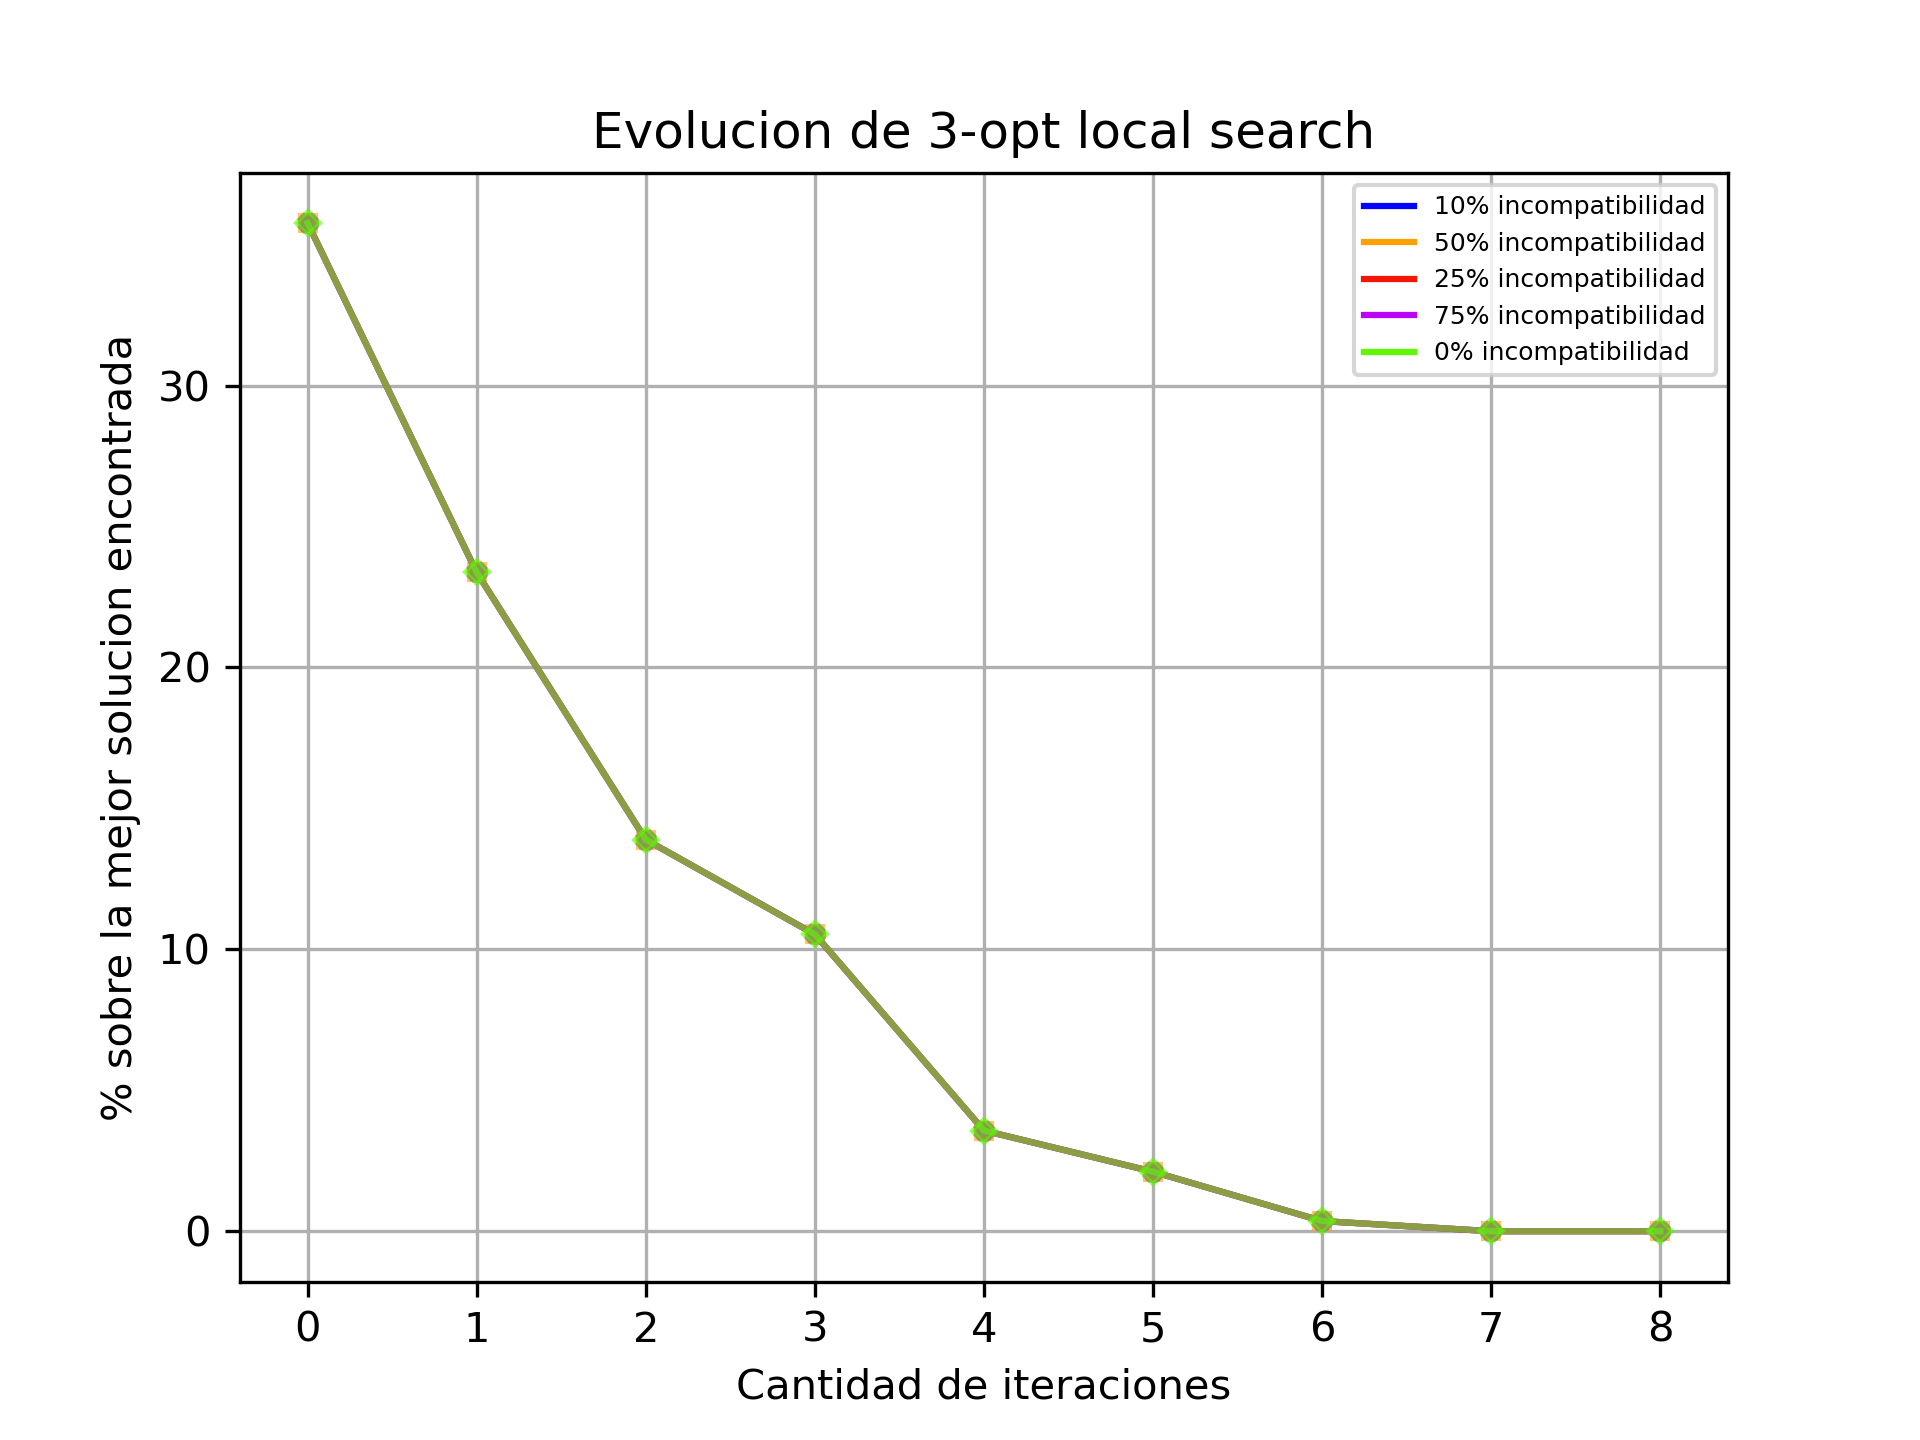 Evolucion de 3-opt local search
10% incompatibilidad
50% incompatibilidad
25% incompatibilidad
75% incompatibilidad
0% incompatibilidad
% sobre la mejor solucion encontrada
30
20
10
0
0 1 2 3 4 5 6 7 8
Cantidad de iteraciones